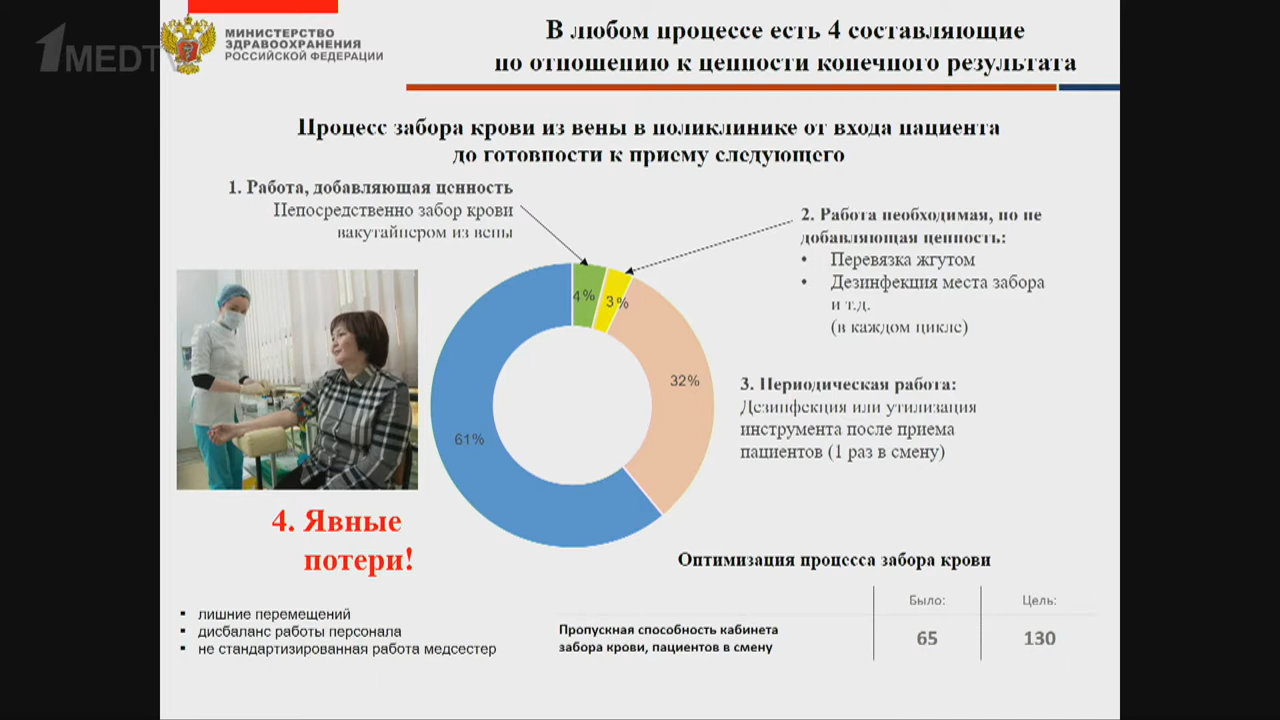 1MEDTV
МИНИСТЕРСТВО
ЗДРАВООХРАНЕНИЯ
РОССИЙСКОЙ ФЕДЕРАЦИИ
В любом процессе есть 4 составляющие
по отношению к ценности конечного результата
Процесс забора крови из вены в поликлинике от входа пациента
до готовности к приему следующего
1. Работа, добавляющая ценность
Непосредственно забор крови
вакутайнером из вены
2. Работа необходимая, но не
добавляющая ценность:
• Перевязка жгутом
• Дезинфекция места забора
и т.д.
(в каждом цикле)
4%
3%
32%
61%
3. Периодическая работа:
Дезинфекция или утилизация
инструмента после приема
пациентов (1 раз в смену)
4. Явные
потери!
▪ лишние перемещений
▪ дисбаланс работы персонала
▪ не стандартизированная работа медсестер
Оптимизация процесса забора крови
Было: Цель:
Пропускная способность кабинета
забора крови, пациентов в смену
65 130